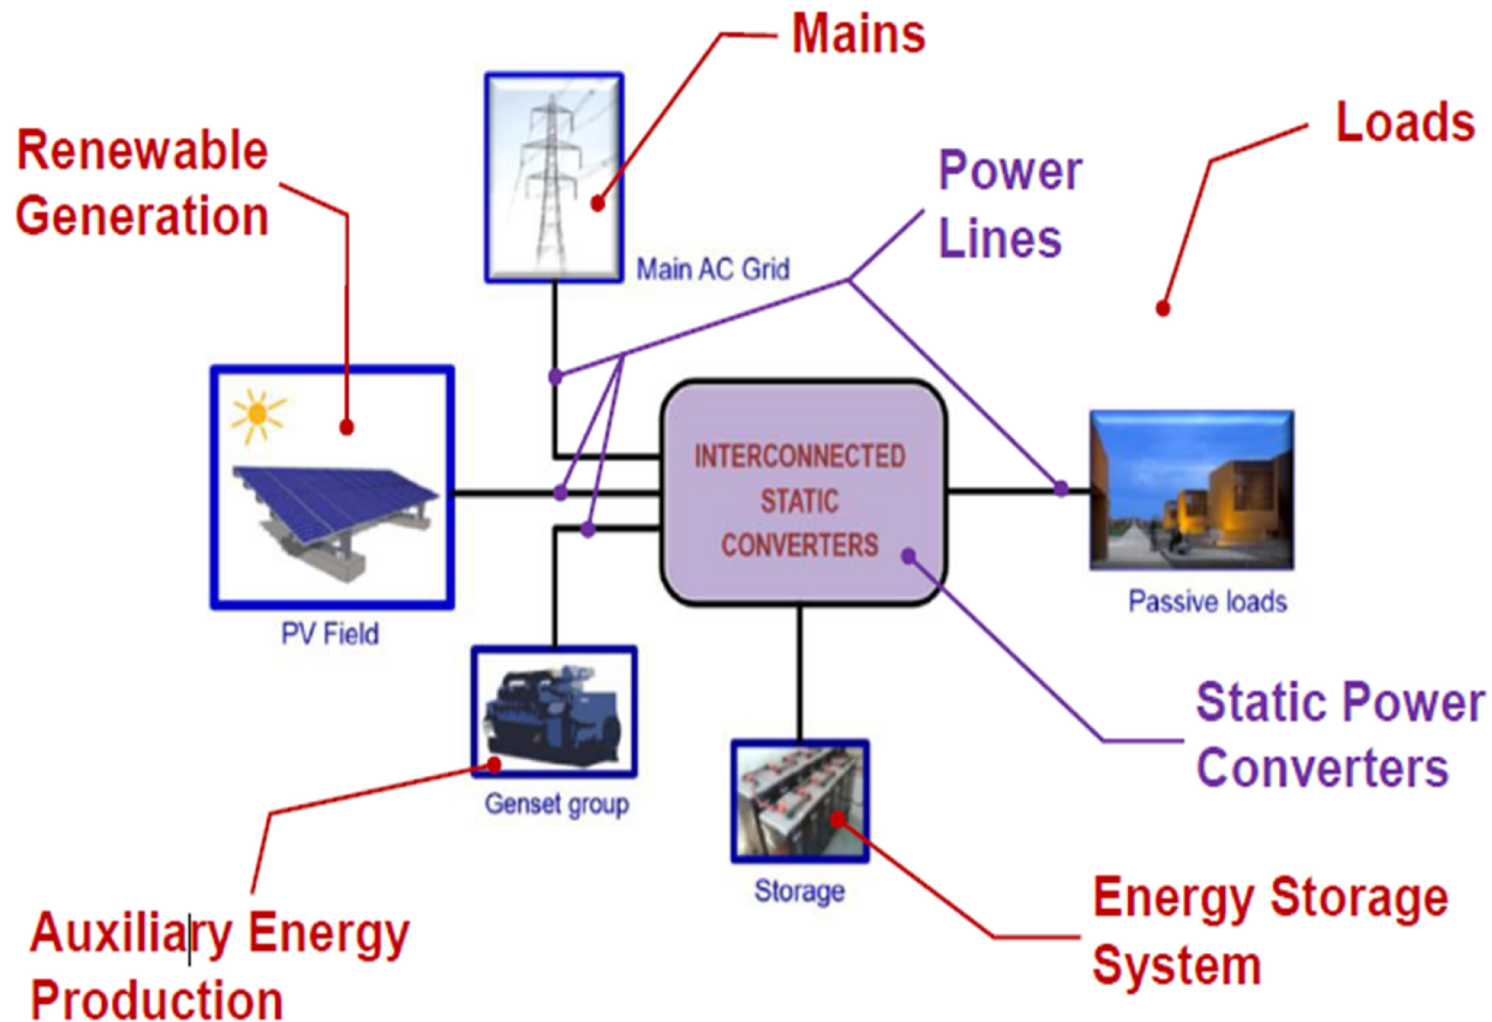 Mains
Loads
Renewable
Generation
Power
Lines
Main AC Grid
INTERCONNECTED
STATIC
CONVERTERS
PV Field
Passive loads
Genset group
Static Power
Converters
Storage
Auxiliary Energy
Production
Energy Storage
System